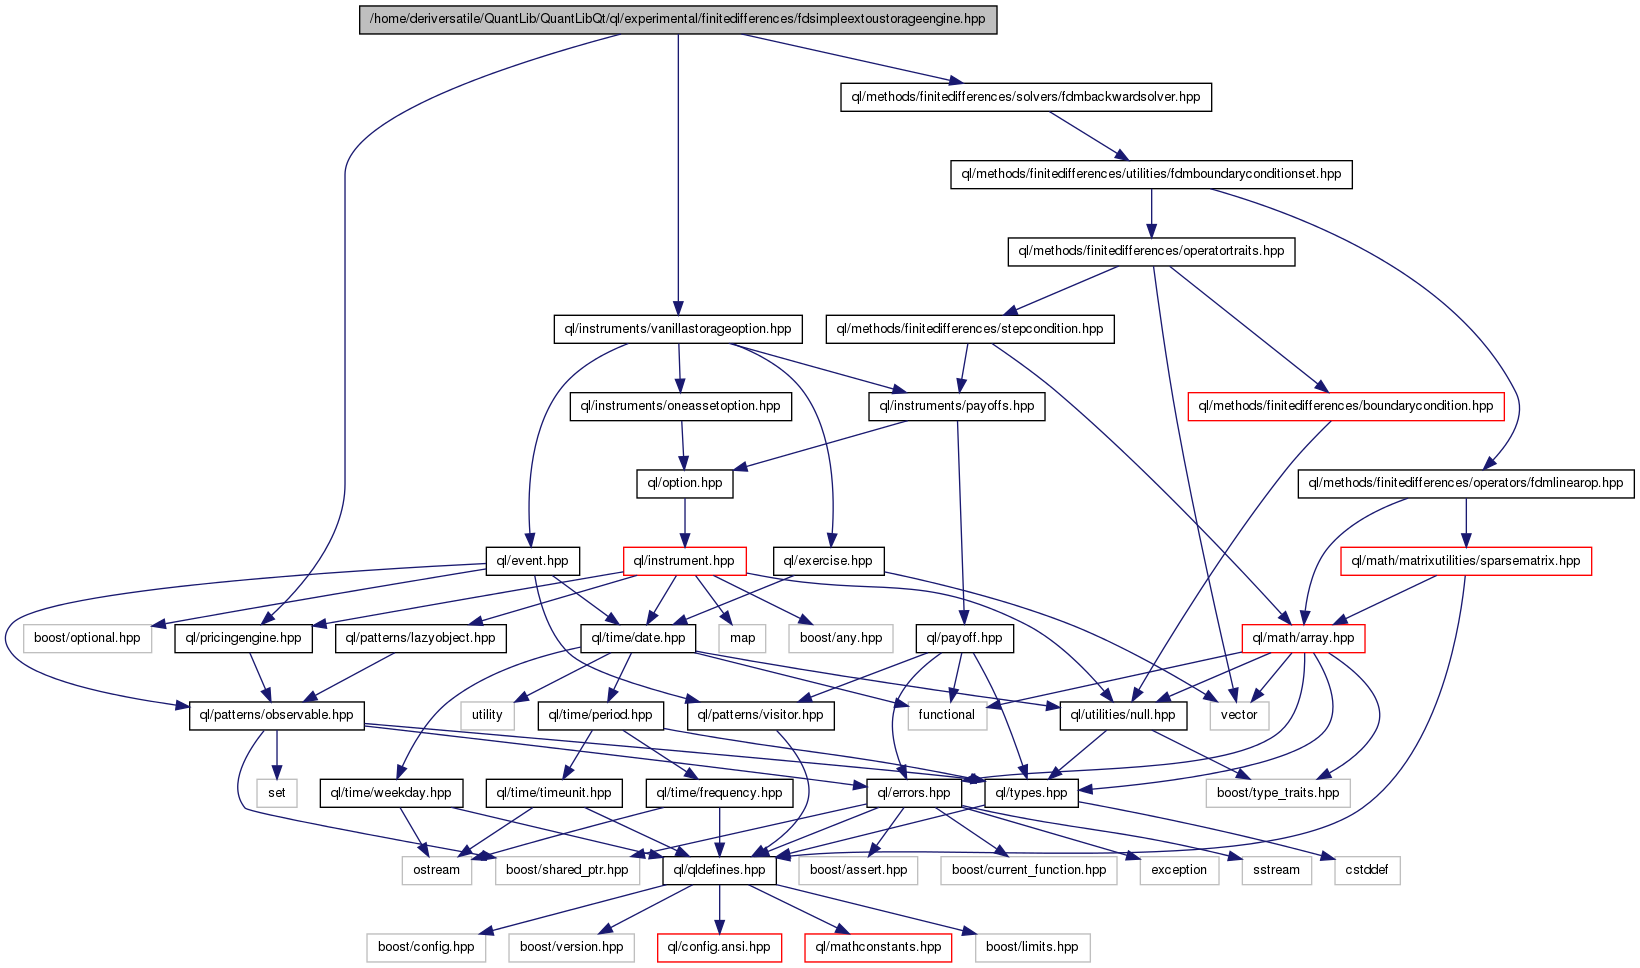 /home/deriversatile/QuantLib/QuantLibQt/ql/experimental/finitedifferences/fdsimpleextoustorageengine.hpp
ql/methods/finitedifferences/solvers/fdmbackwardsolver.hpp
ql/methods/finitedifferences/utilities/fdmboundaryconditionset.hpp
ql/methods/finitedifferences/operatortraits.hpp
ql/instruments/vanillastorageoption.hpp
ql/methods/finitedifferences/stepcondition.hpp
ql/instruments/oneassetoption.hpp
ql/instruments/payoffs.hpp
ql/methods/finitedifferences/boundarycondition.hpp
ql/option.hpp
ql/methods/finitedifferences/operators/fdmlinearop.hpp
ql/event.hpp
ql/instrument.hpp
ql/exercise.hpp
ql/math/matrixutilities/sparsematrix.hpp
boost/optional.hpp
ql/pricingengine.hpp
ql/patterns/lazyobject.hpp
ql/time/date.hpp
map
boost/any.hpp
ql/payoff.hpp
ql/math/array.hpp
ql/patterns/observable.hpp
utility
ql/time/period.hpp
ql/patterns/visitor.hpp
functional
ql/utilities/null.hpp
vector
set
ql/time/weekday.hpp
ql/time/timeunit.hpp
ql/time/frequency.hpp
ql/errors.hpp
ql/types.hpp
boost/type_traits.hpp
ostream
boost/shared_ptr.hpp
ql/qldefines.hpp
boost/assert.hpp
boost/current_function.hpp
exception
sstream
cstddef
boost/config.hpp
boost/version.hpp
ql/config.ansi.hpp
ql/mathconstants.hpp
boost/limits.hpp